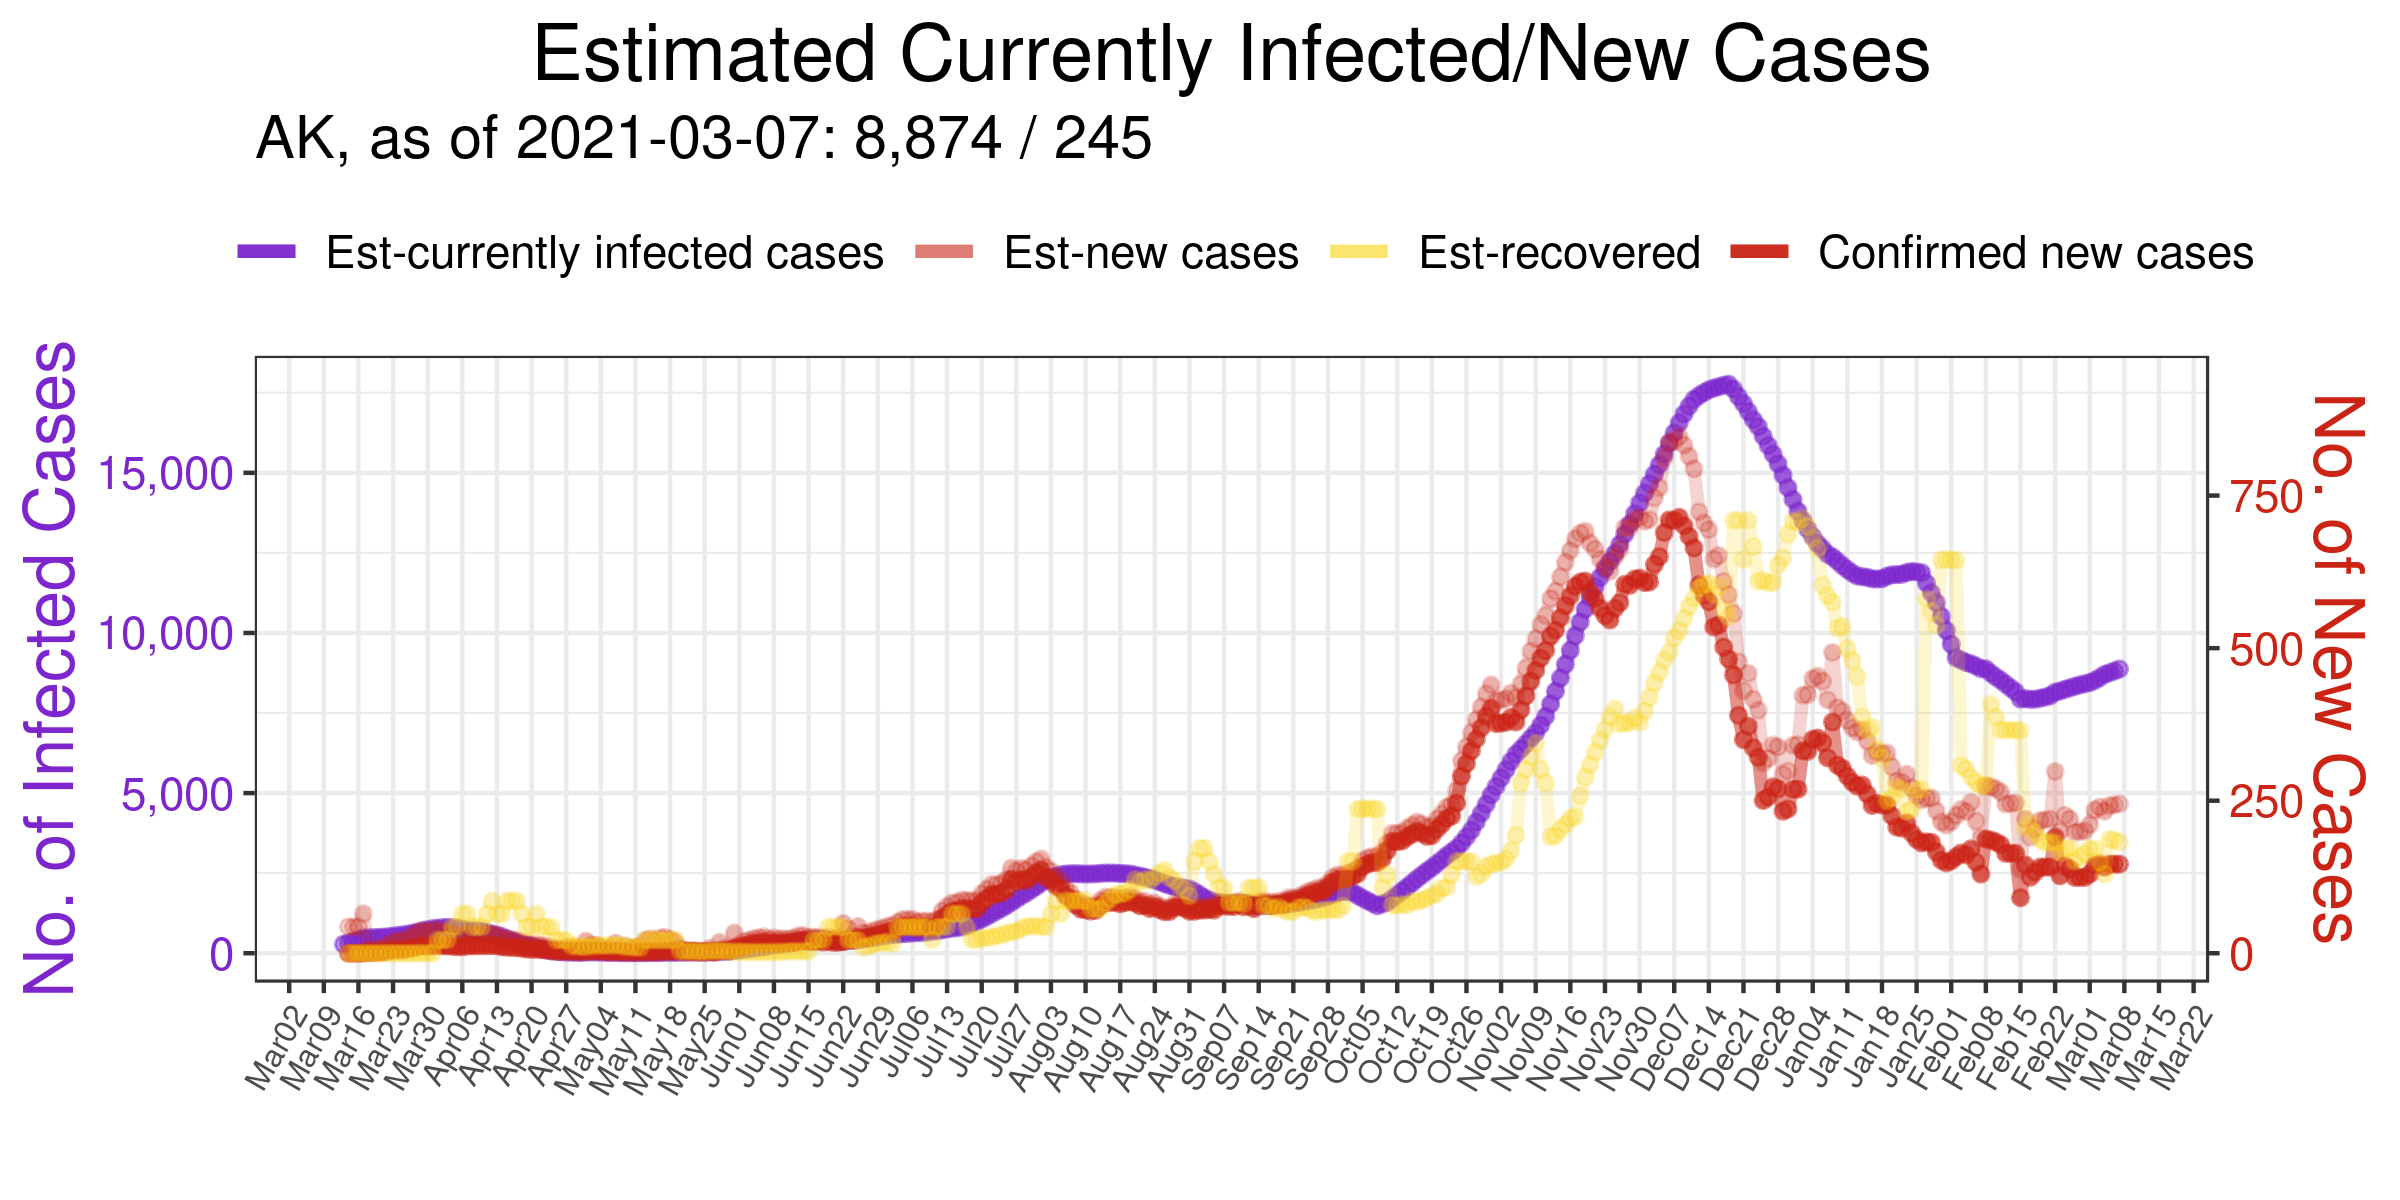 Estimated Currently Infected/New Cases
AK, as of 2021-03-07: 8,874 / 245
Est-currently infected cases Est-new cases Est-recovered Confirmed new cases
No. of Infected Cases
15,000
10,000
5,000
0
No. of New Cases
750
500
250
0
Mar02 Mar09 Mar16 Mar23 Mar30 Apr06 Apr13 Apr20 Apr27 May04 May11 May18 May25 Jun01 Jun08 Jun15 Jun22 Jun29 Jul06 Jul13 Jul20 Jul27 Aug03 Aug10 Aug17 Aug24 Aug31 Sep07 Sep14 Sep21 Sep28 Oct05 Oct12 Oct19 Oct26 Nov02 Nov09 Nov16 Nov23 Nov30 Dec07 Dec14 Dec21 Dec28 Jan04 Jan11 Jan18 Jan25 Feb01 Feb08 Feb15 Feb22 Mar01 Mar08 Mar15 Mar22